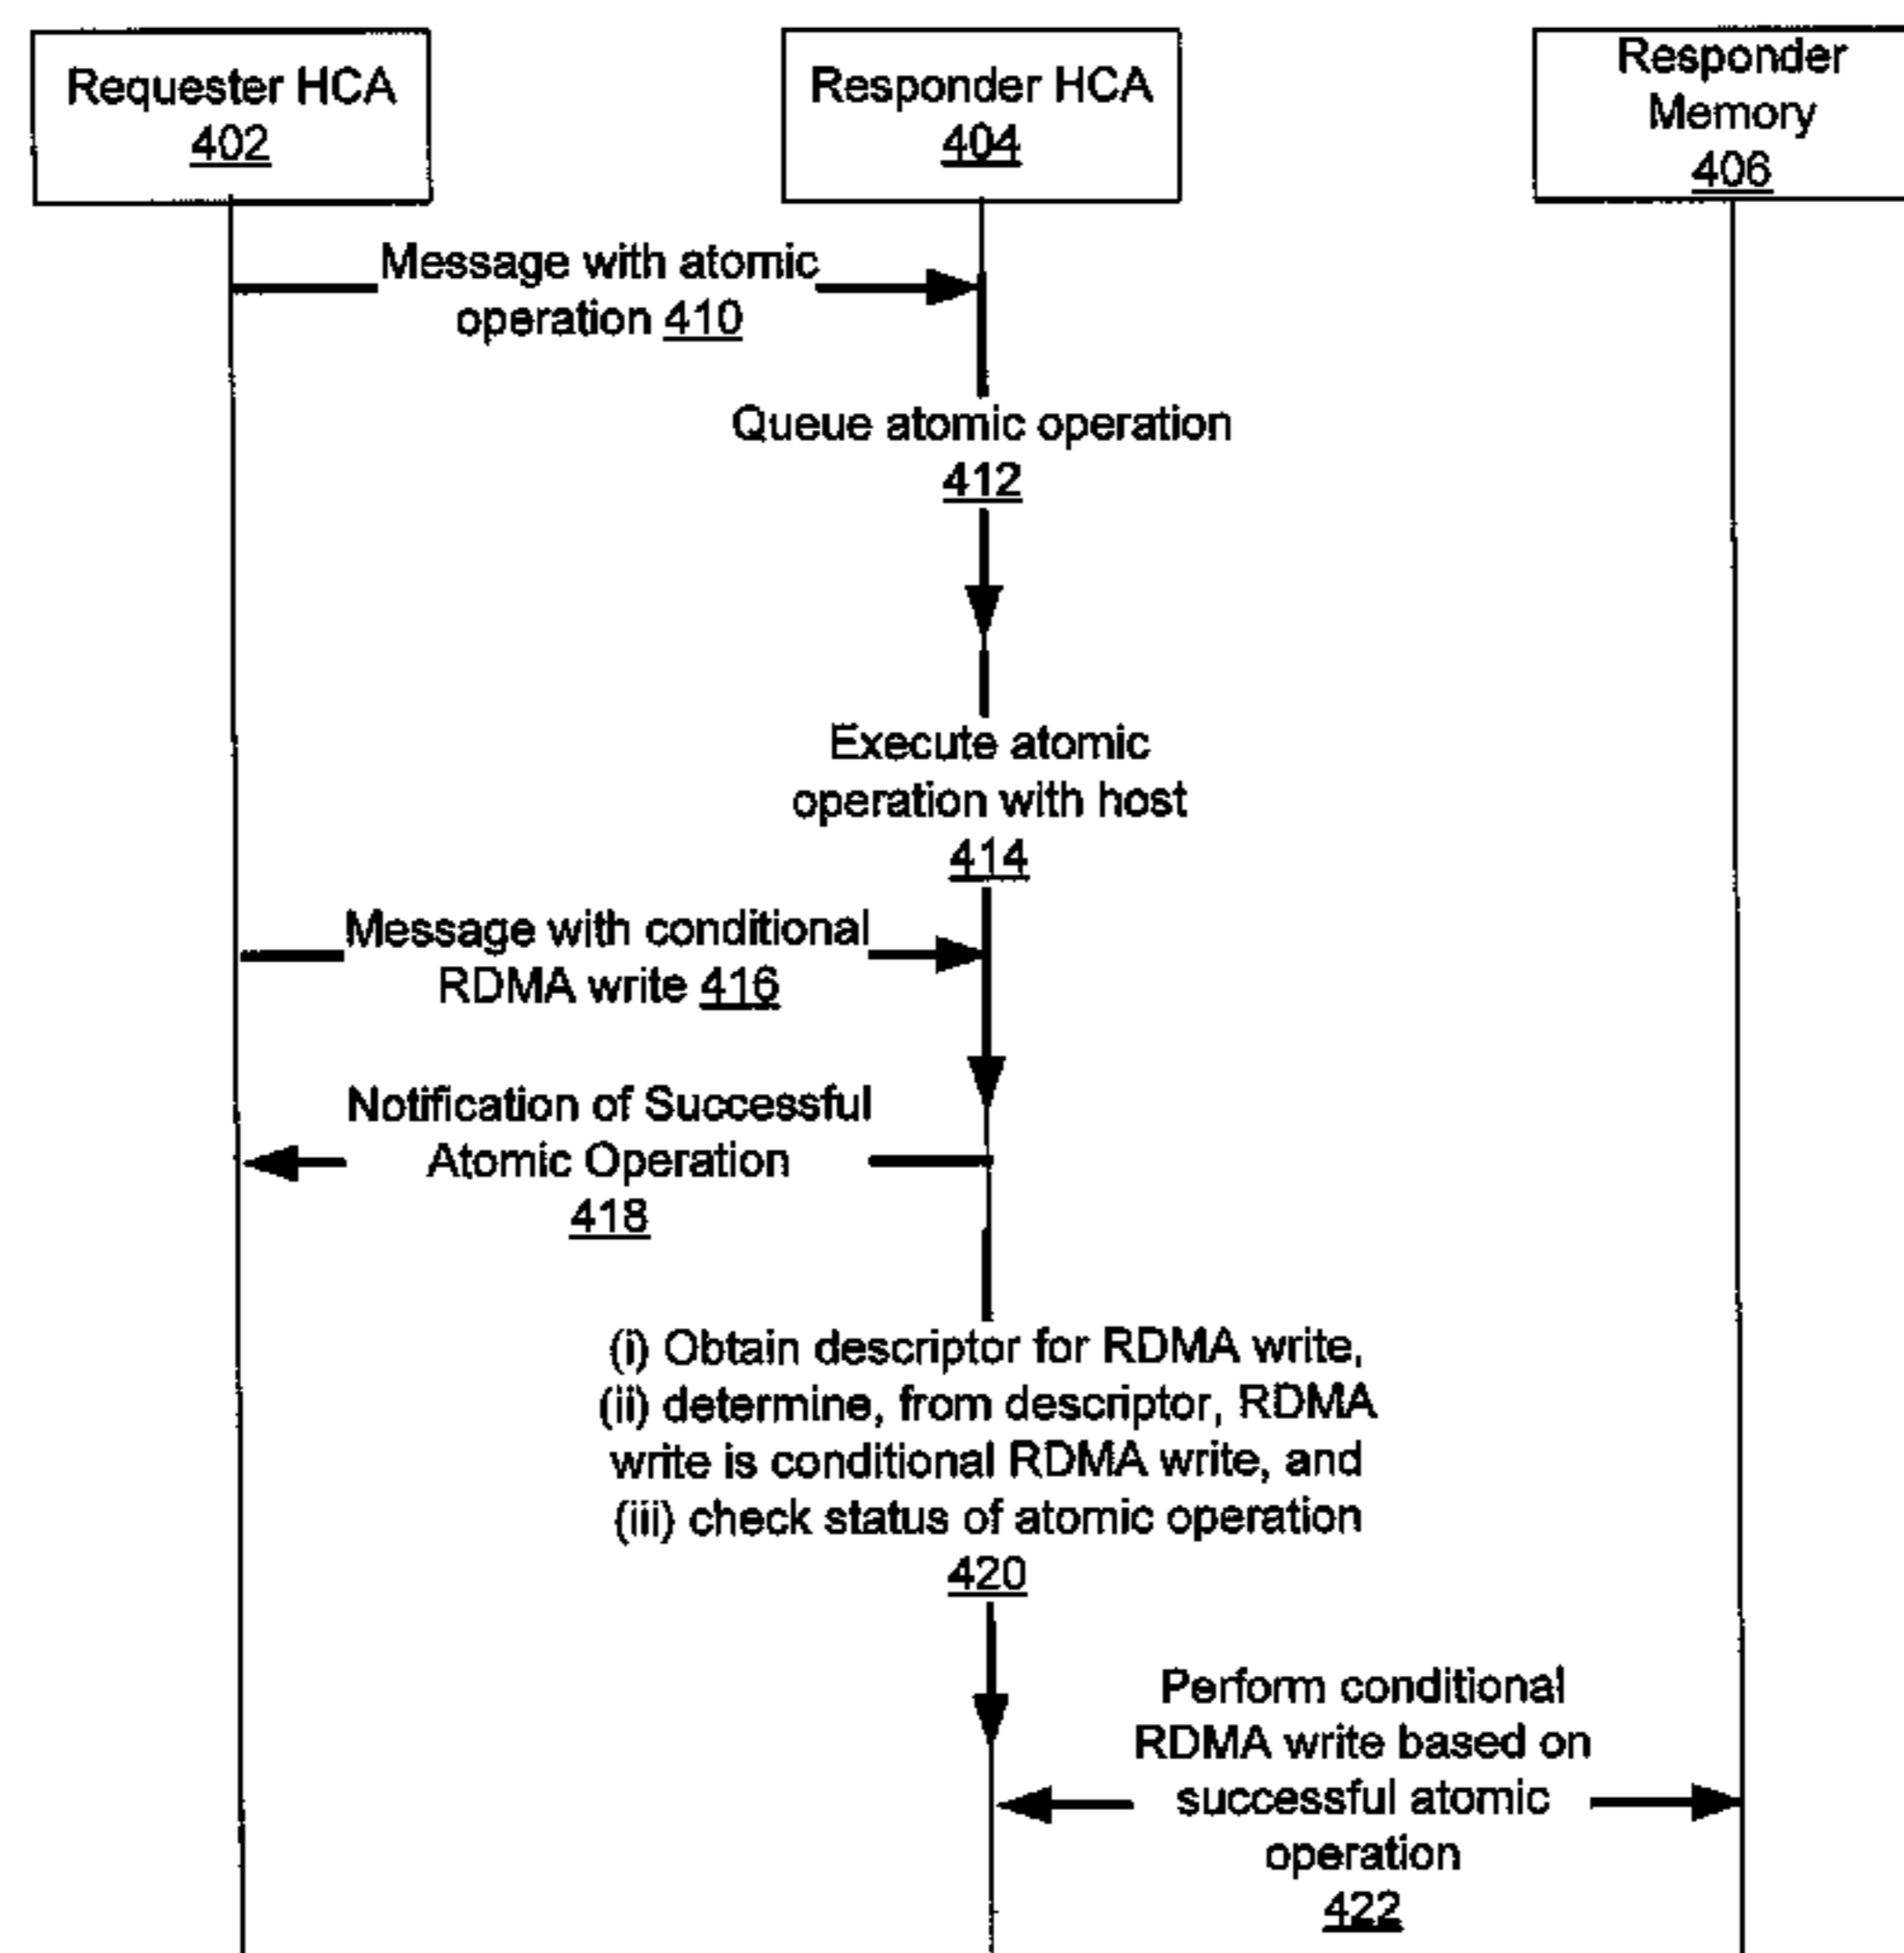 Requester HCA
402
Responder HCA
404
Responder
Memory
406
Message with atomic
operation 410
Queue atomic operation
412
Execute atomic
operation with host
414
Message with conditional
RDMA write 416
Notification of Successful
Atomic Operation
418
(i) Obtain descriptor for RDMA write,
(ii) determine, from descriptor, RDMA
write is conditional RDMA write, and
(iii) check status of atomic operation
420
Perform conditional
RDMA write based on
successful atomic
operation
422